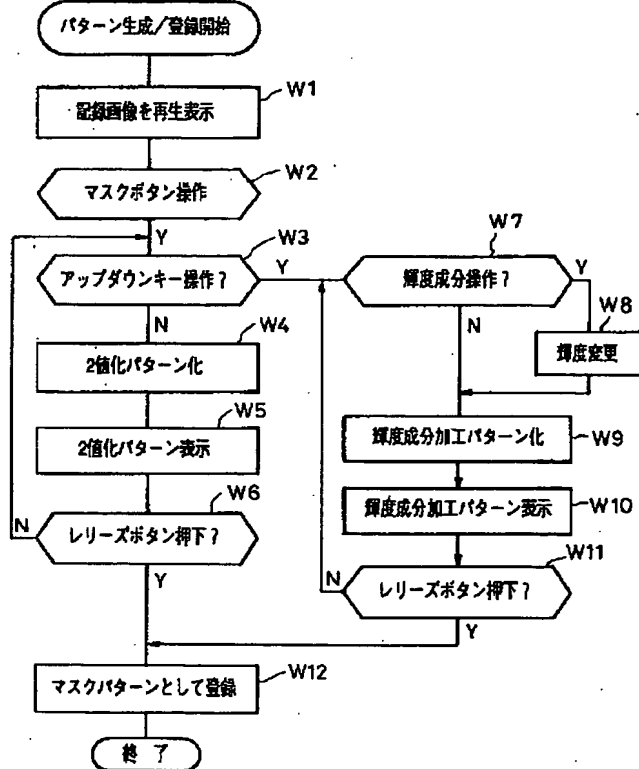 パターン生成/登録開始
W1
記録画像を再生表示
W2
マスクボタン操作
Y
W3
アップダウンキー操作?
Y
N
W4
2値化パターン化
W5
2値化パターン表示
W6
レリーズボタン押下?
N
Y
W7
輝度成分操作?
Y
N
W8
輝度変更
輝度成分加工パターン化
W9
輝度成分加工パターン表示
W10
W11
レリーズボタン押下?
N
Y
W12
マスクパターンとして登録
終了